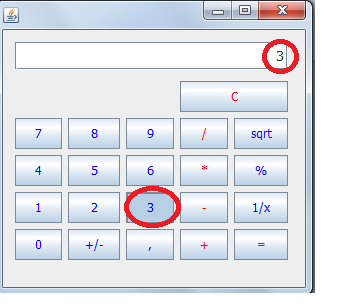 3
C
7 8 9 / sqrt
4 5 6 * %
1 2 3 - 1/x
0 +/- , + =